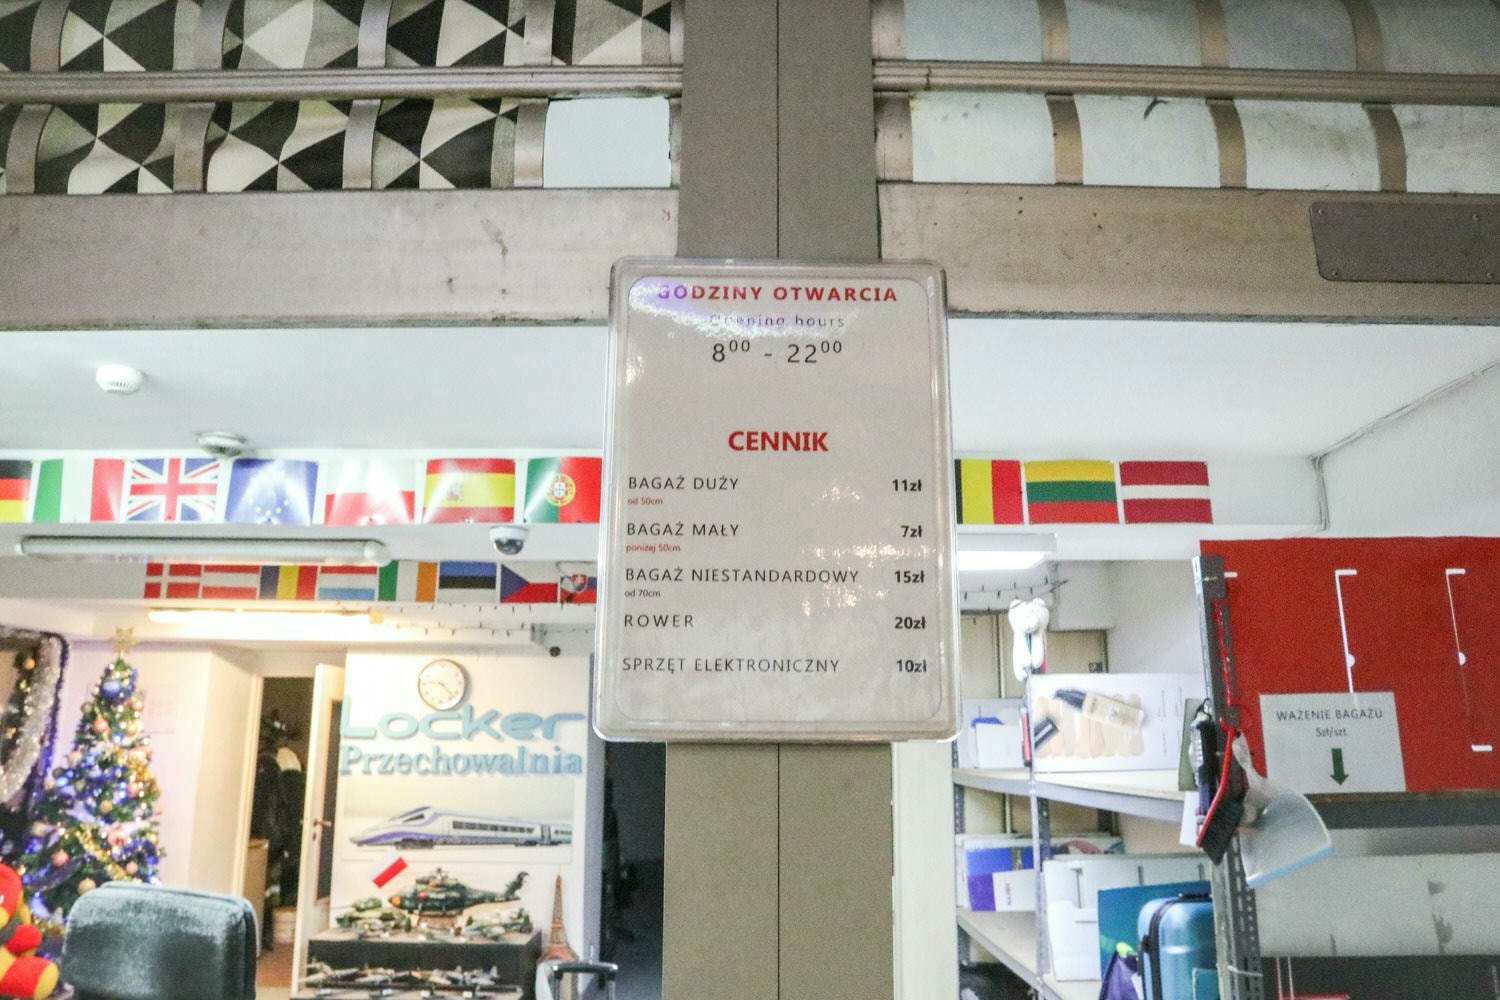 GODZINY OTWARCIA
Opening hours
8⁰⁰ - 22⁰⁰
CENNIK
BAGAŻ DUŻY 11zł
od 50cm
BAGAŻ MAŁY 7zł
poniżej 50cm
BAGAŻ NIESTANDARDOWY 15zł
od 70cm
ROWER 20zł
SPRZĘT ELEKTRONICZNY 10zł
Locker
Przechowalnia
WAŻENIE BAGAŻU
5zł/szt.